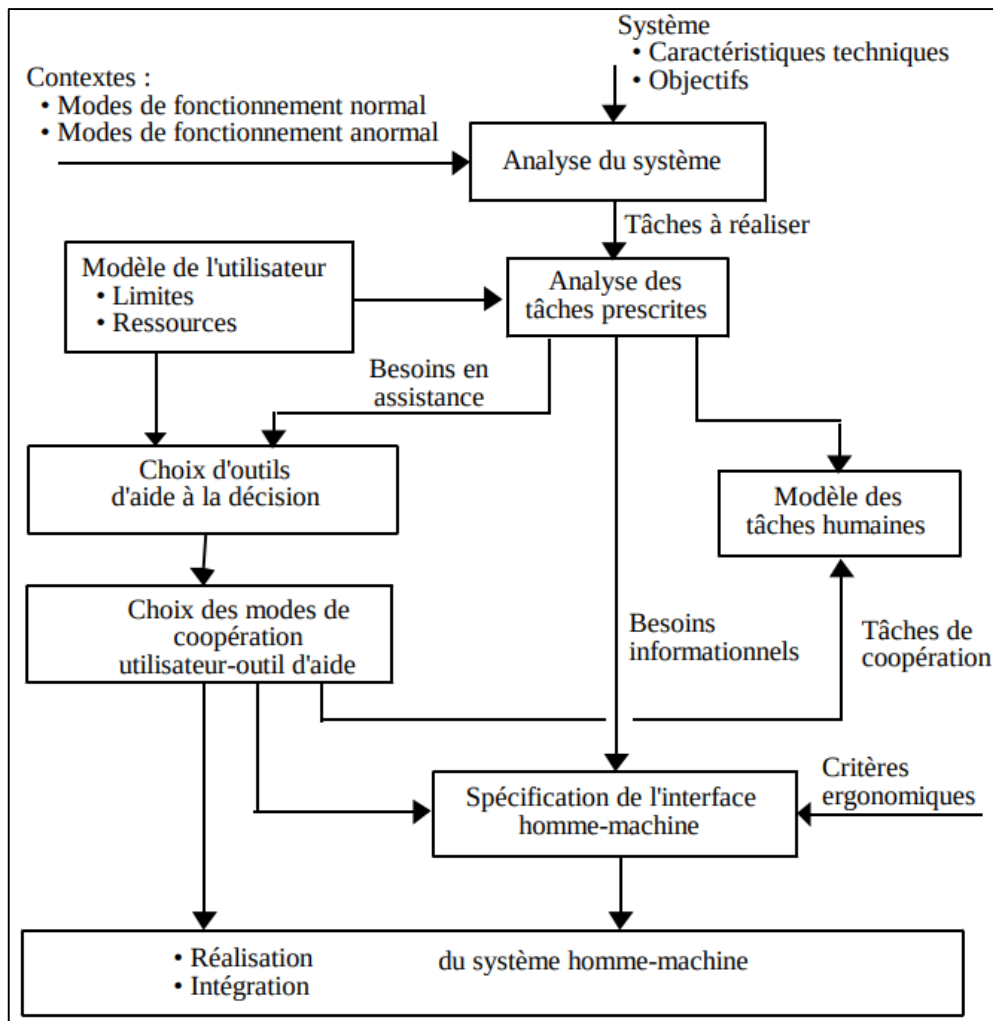 Système
• Caractéristiques techniques
• Objectifs
Contextes :
• Modes de fonctionnement normal
• Modes de fonctionnement anormal
Analyse du système
Tâches à réaliser
Modèle de l'utilisateur
• Limites
• Ressources
Analyse des
tâches prescrites
Besoins en
assistance
Choix d'outils
d'aide à la décision
Modèle des
tâches humaines
Choix des modes de
coopération
utilisateur-outil d'aide
Besoins
informationnels
Tâches de
coopération
Spécification de l'interface
homme-machine
Critères
ergonomiques
• Réalisation
• Intégration
du système homme-machine